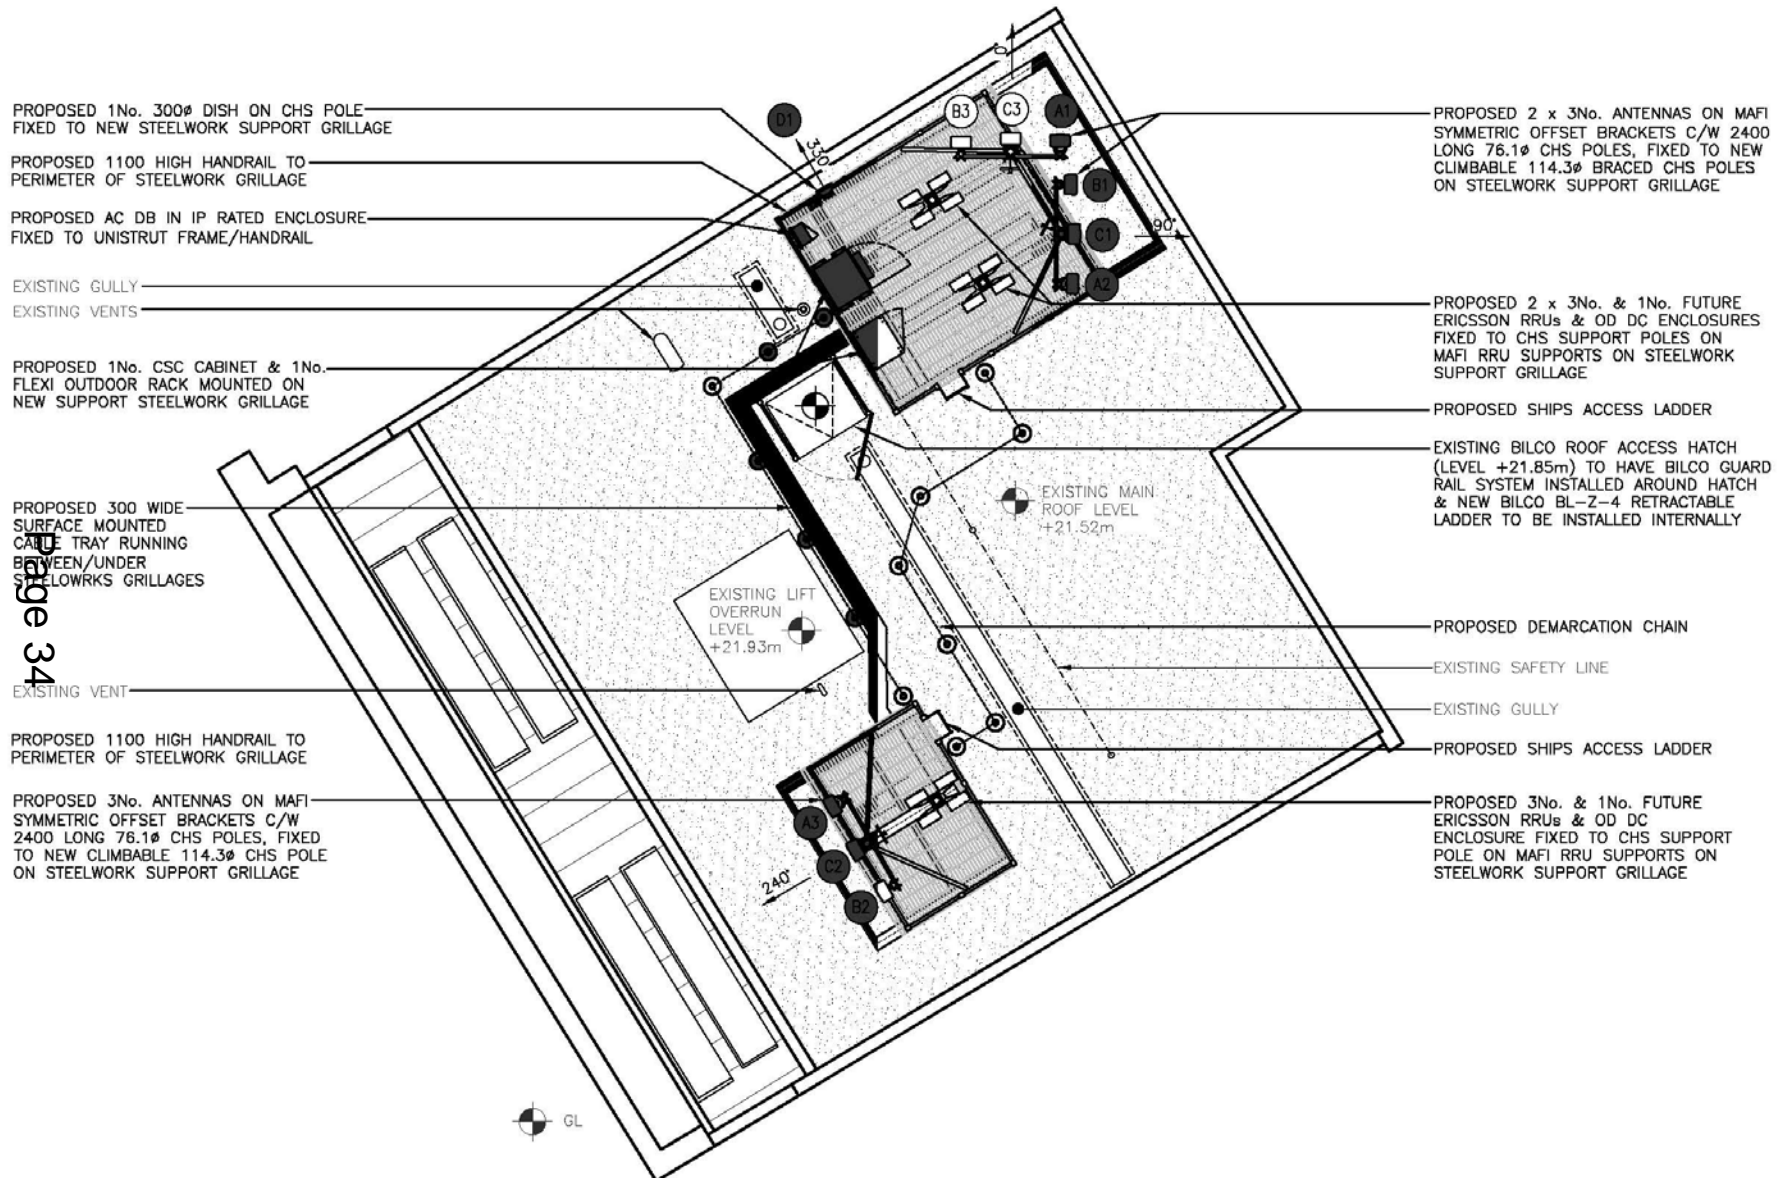 PROPOSED 1No. 300ø DISH ON CHS POLE
FIXED TO NEW STEELWORK SUPPORT GRILLAGE
PROPOSED 1100 HIGH HANDRAIL TO
PERIMETER OF STEELWORK GRILLAGE
PROPOSED AC DB IN IP RATED ENCLOSURE
FIXED TO UNISTRUT FRAME/HANDRAIL
EXISTING GULLY
EXISTING VENTS
PROPOSED 1No. CSC CABINET & 1No.
FLEXI OUTDOOR RACK MOUNTED ON
NEW SUPPORT STEELWORK GRILLAGE
PROPOSED 300 WIDE
SURFACE MOUNTED
CABLE TRAY RUNNING
BETWEEN/UNDER
STEELOWRKS GRILLAGES
Page 34
EXISTING VENT
PROPOSED 1100 HIGH HANDRAIL TO
PERIMETER OF STEELWORK GRILLAGE
PROPOSED 3No. ANTENNAS ON MAFI
SYMMETRIC OFFSET BRACKETS C/W
2400 LONG 76.1ø CHS POLES, FIXED
TO NEW CLIMBABLE 114.3ø CHS POLE
ON STEELWORK SUPPORT GRILLAGE
D1
330°
0°
B3
C3
A1
B1
C1
90°
A2
EXISTING MAIN
ROOF LEVEL
+21.52m
EXISTING LIFT
OVERRUN
LEVEL
+21.93m
A3
C2
B2
240°
GL
PROPOSED 2 x 3No. ANTENNAS ON MAFI
SYMMETRIC OFFSET BRACKETS C/W 2400
LONG 76.1ø CHS POLES, FIXED TO NEW
CLIMBABLE 114.3ø BRACED CHS POLES
ON STEELWORK SUPPORT GRILLAGE
PROPOSED 2 x 3No. & 1No. FUTURE
ERICSSON RRUs & OD DC ENCLOSURES
FIXED TO CHS SUPPORT POLES ON
MAFI RRU SUPPORTS ON STEELWORK
SUPPORT GRILLAGE
PROPOSED SHIPS ACCESS LADDER
EXISTING BILCO ROOF ACCESS HATCH
(LEVEL +21.85m) TO HAVE BILCO GUARD
RAIL SYSTEM INSTALLED AROUND HATCH
& NEW BILCO BL-Z-4 RETRACTABLE
LADDER TO BE INSTALLED INTERNALLY
PROPOSED DEMARCATION CHAIN
EXISTING SAFETY LINE
EXISTING GULLY
PROPOSED SHIPS ACCESS LADDER
PROPOSED 3No. & 1No. FUTURE
ERICSSON RRUs & OD DC
ENCLOSURE FIXED TO CHS SUPPORT
POLE ON MAFI RRU SUPPORTS ON
STEELWORK SUPPORT GRILLAGE